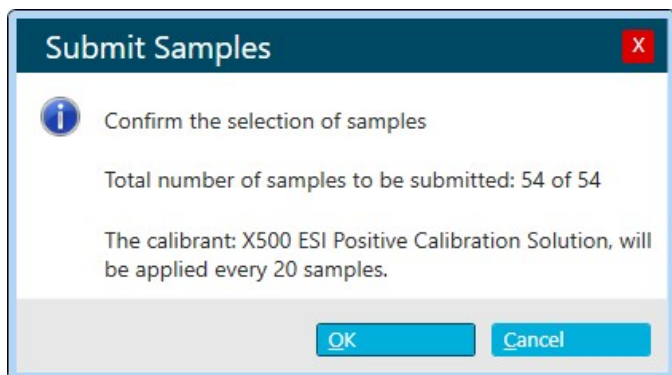 Submit Samples
X
i
Confirm the selection of samples
Total number of samples to be submitted: 54 of 54
The calibrant: X500 ESI Positive Calibration Solution, will
be applied every 20 samples.
OK
Cancel